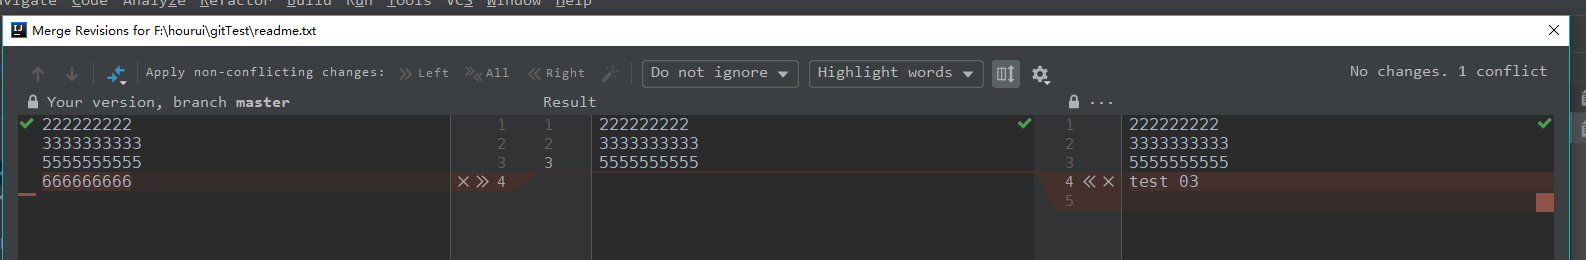 Navigate Code Analyze Refactor Build Run Tools VCS Window Help
Merge Revisions for F:\hourui\gitTest\readme.txt
Apply non-conflicting changes: Left All Right Do not ignore Highlight words No changes. 1 conflict
Your version, branch master Result ...
222222222 1 1 222222222 1 222222222
3333333333 2 2 3333333333 2 3333333333
5555555555 3 3 5555555555 3 5555555555
666666666 4 4 test 03
5